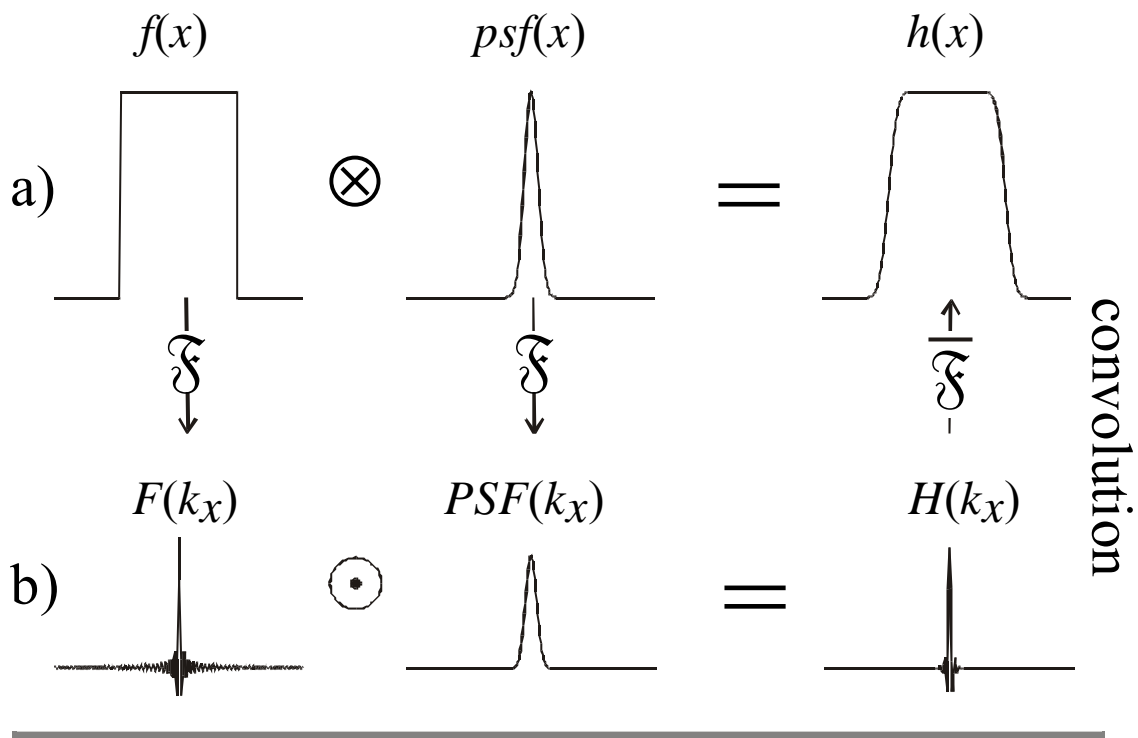 f(x) psf(x) h(x)
a) ⊗ =
𝔉 𝔉 𝔉̅
convolution
F(kₓ) PSF(kₓ) H(kₓ)
b) ⊙ =